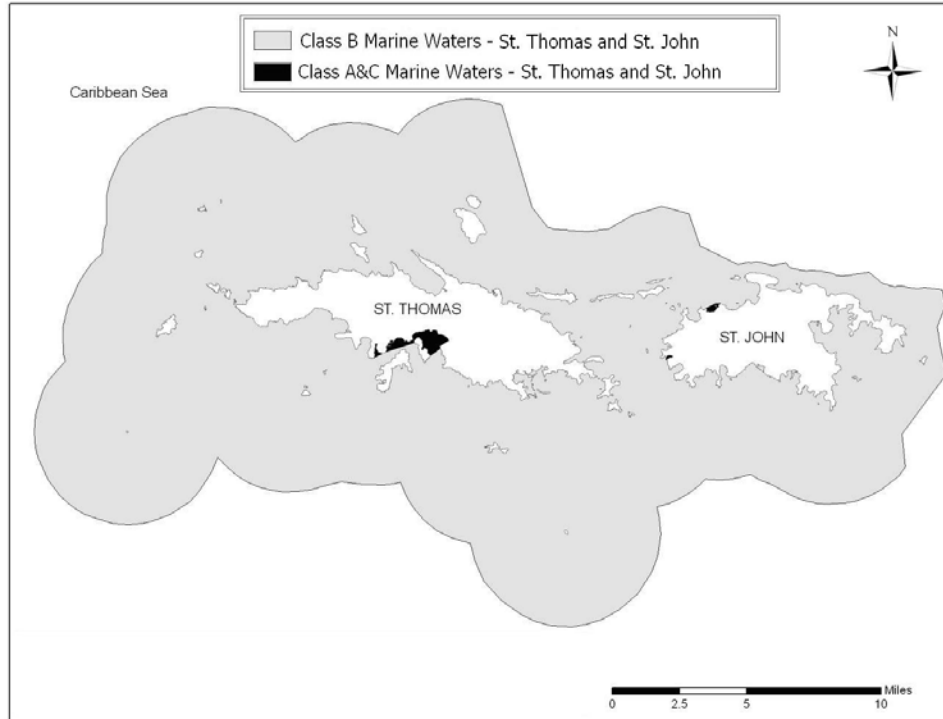 Class B Marine Waters - St. Thomas and St. John
Class A&C Marine Waters - St. Thomas and St. John
N
Caribbean Sea
ST. THOMAS
ST. JOHN
Miles
0 2.5 5 10